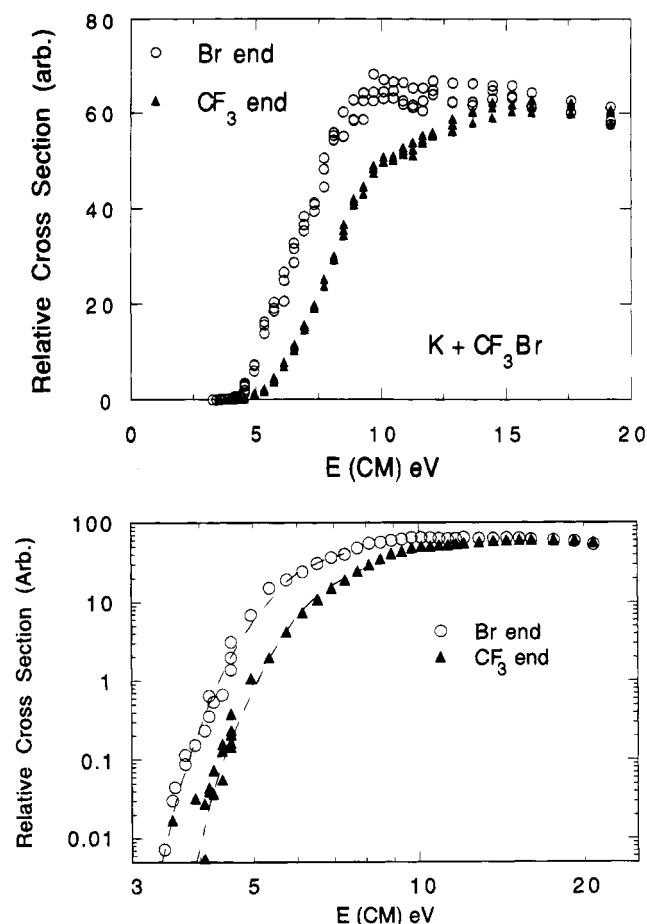 80
60
40
20
0
Relative Cross Section (arb.)
Br end
CF₃ end
K + CF₃Br
0 5 10 15 20
E (CM) eV
100
10
1
0.1
0.01
Relative Cross Section (Arb.)
Br end
CF₃ end
3 5 10 20
E (CM) eV